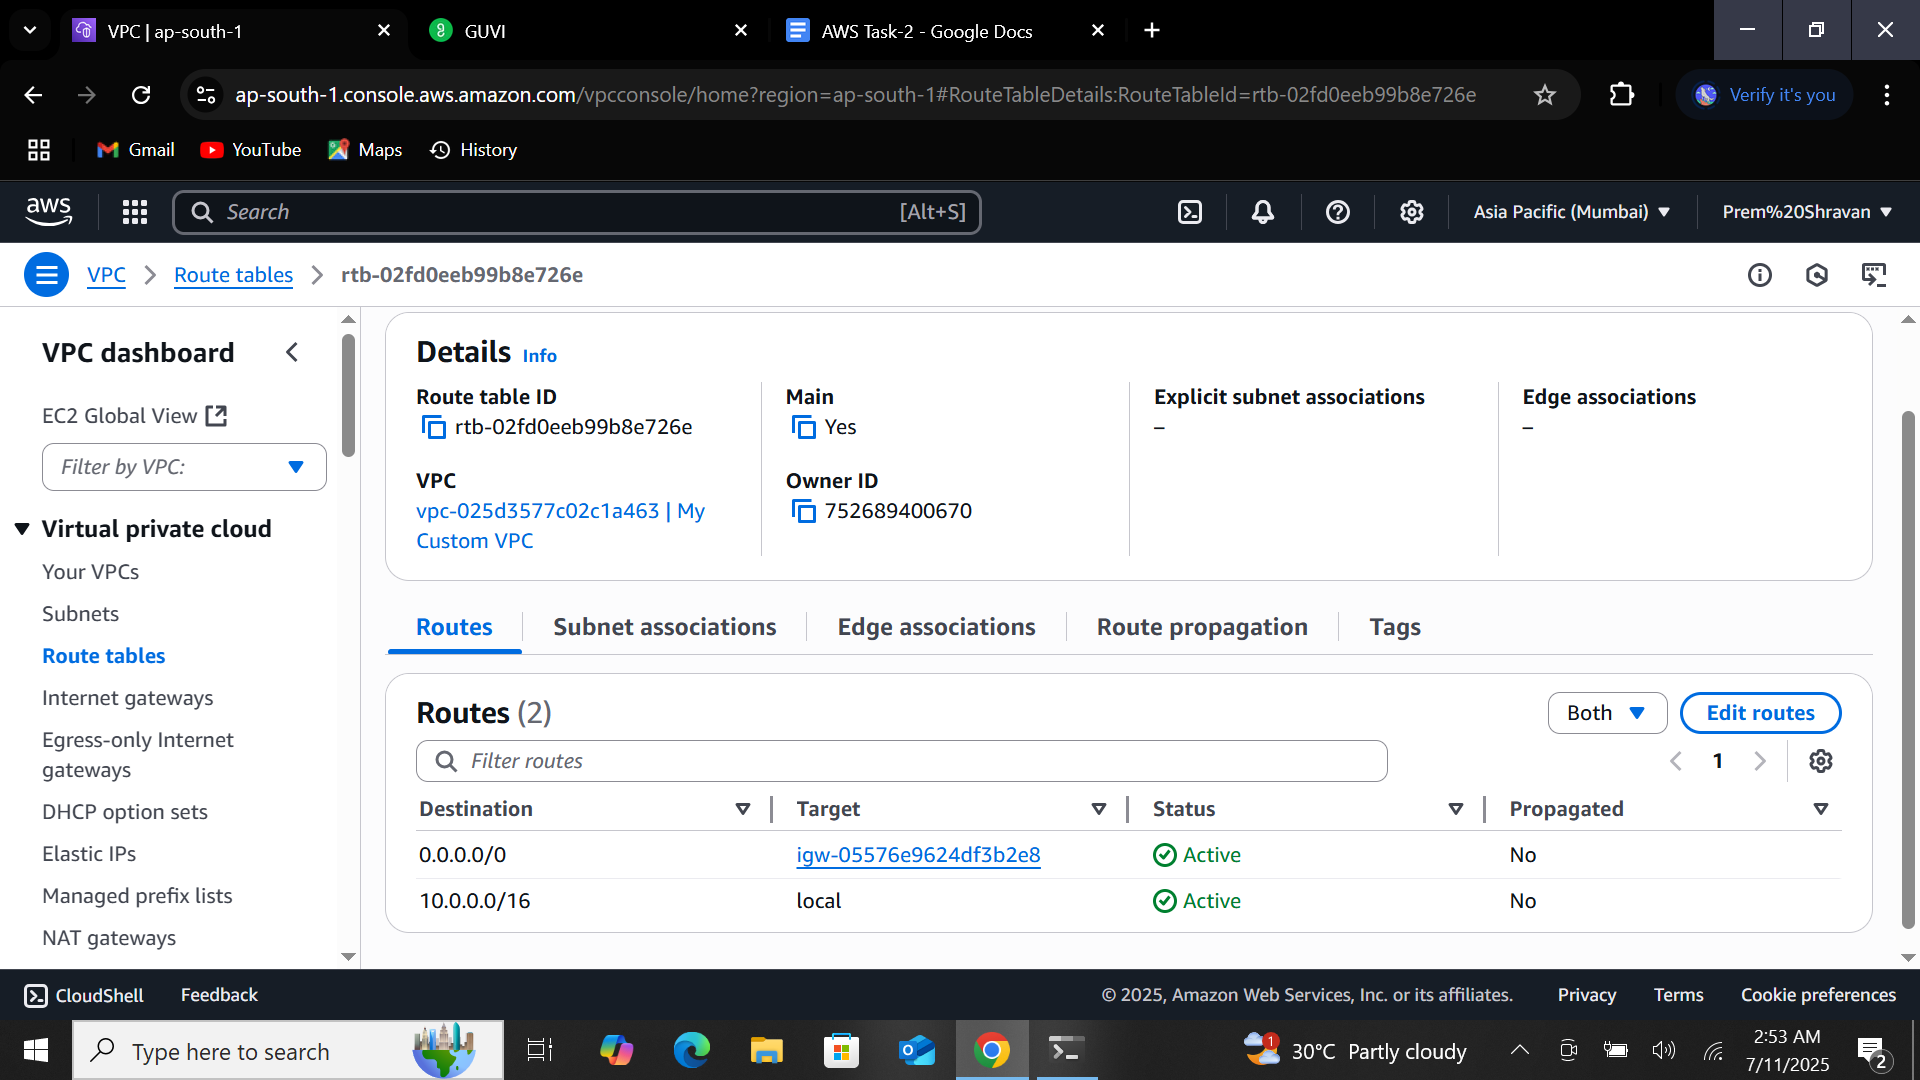 VPC | ap-south-1
GUVI
AWS Task-2 - Google Docs
ap-south-1.console.aws.amazon.com/vpcconsole/home?region=ap-south-1#RouteTableDetails:RouteTableId=rtb-02fd0eeb99b8e726e
Verify it's you
Gmail
YouTube
Maps
History
aws
Search
[Alt+S]
Asia Pacific (Mumbai)
Prem%20Shravan
VPC
Route tables
rtb-02fd0eeb99b8e726e
VPC dashboard
EC2 Global View
Filter by VPC:
Virtual private cloud
Your VPCs
Subnets
Route tables
Internet gateways
Egress-only Internet
gateways
DHCP option sets
Elastic IPs
Managed prefix lists
NAT gateways
Details Info
Route table ID
rtb-02fd0eeb99b8e726e
Main
Yes
Explicit subnet associations
–
Edge associations
–
VPC
vpc-025d3577c02c1a463 | My
Custom VPC
Owner ID
752689400670
Routes
Subnet associations
Edge associations
Route propagation
Tags
Routes (2)
Both
Edit routes
Filter routes
1
Destination
Target
Status
Propagated
0.0.0.0/0
igw-05576e9624df3b2e8
Active
No
10.0.0.0/16
local
Active
No
CloudShell
Feedback
© 2025, Amazon Web Services, Inc. or its affiliates.
Privacy
Terms
Cookie preferences
Type here to search
1
30°C Partly cloudy
2:53 AM
7/11/2025
2